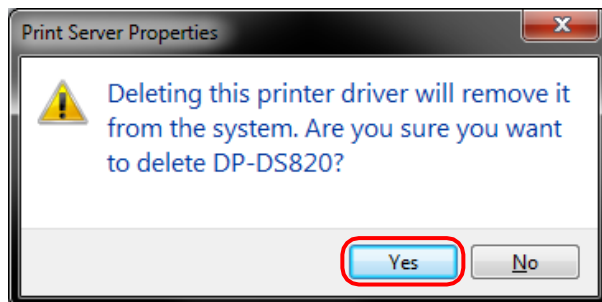 Print Server Properties
Deleting this printer driver will remove it
from the system. Are you sure you want
to delete DP-DS820?
Yes
No